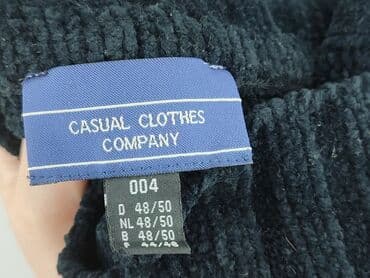 CASUAL CLOTHES
COMPANY
004
D 48/50
NL 48/50
B 48/50